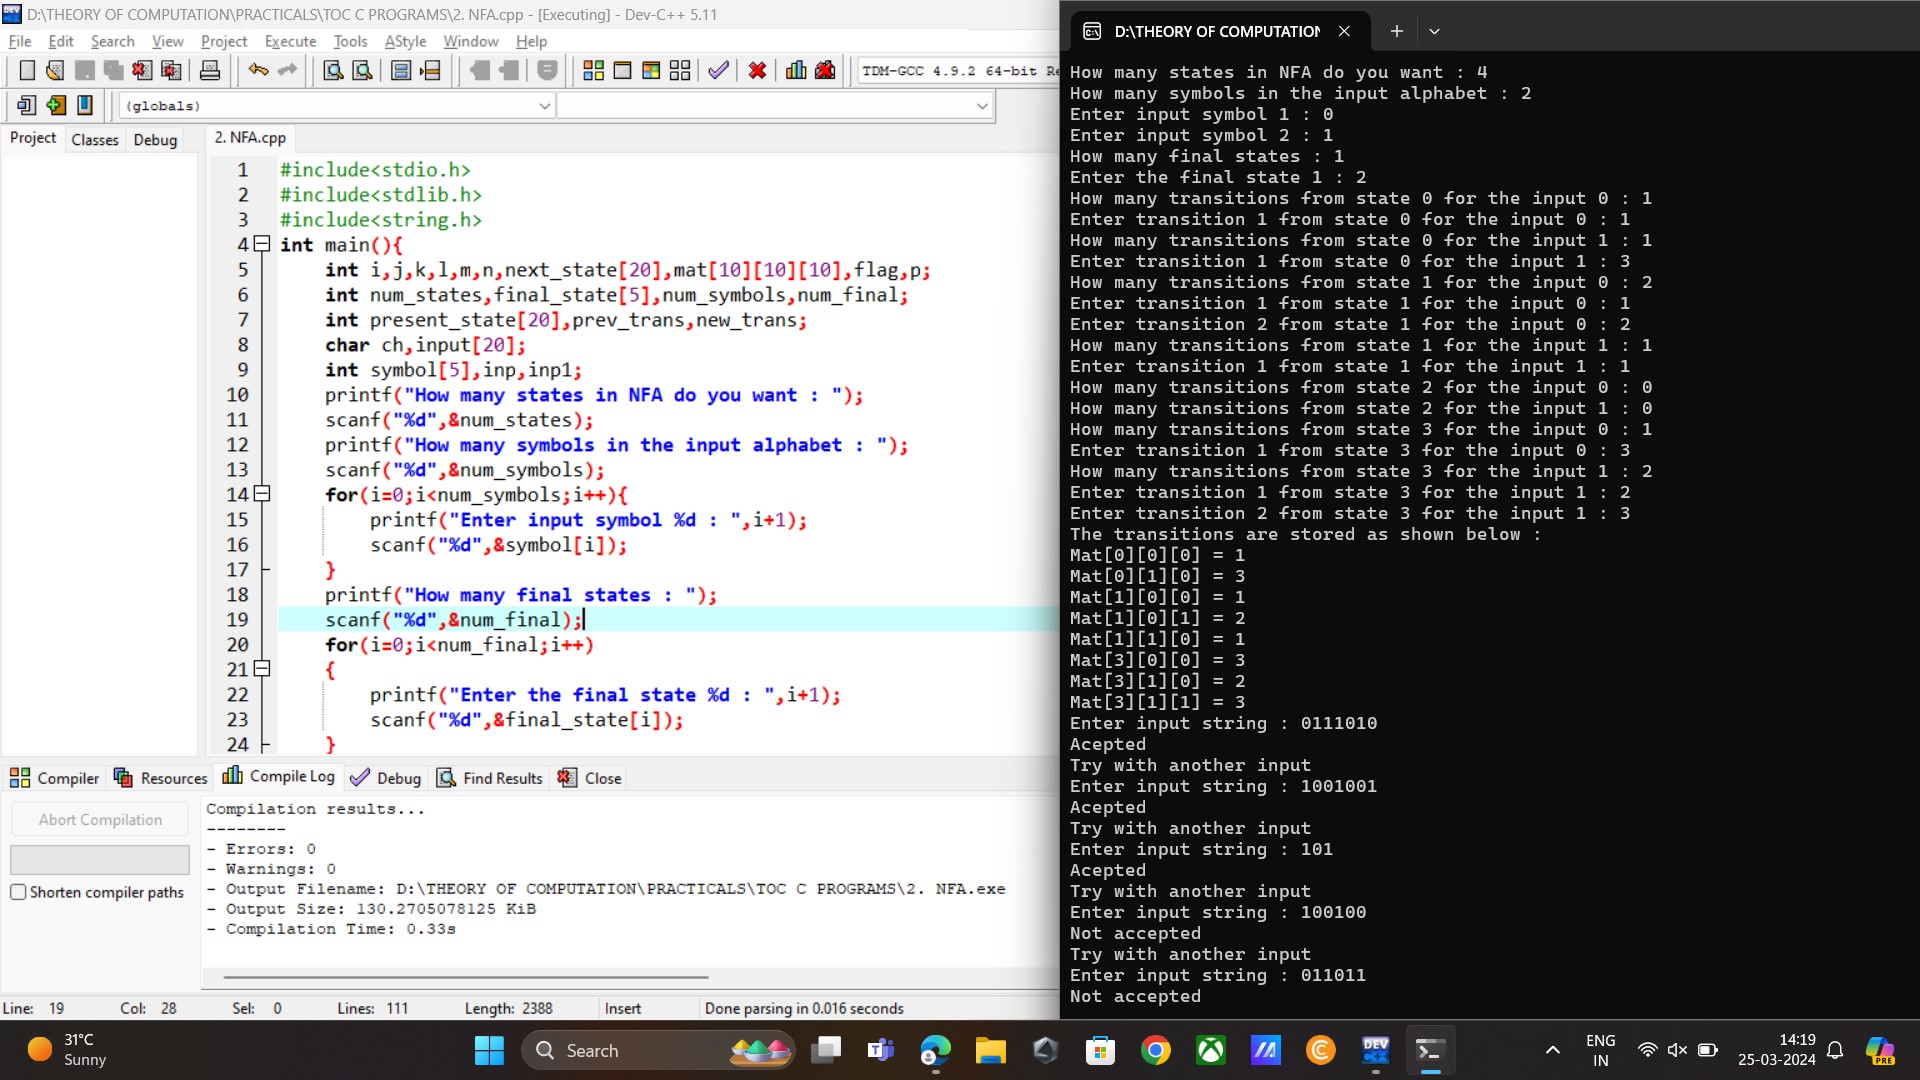 D:\THEORY OF COMPUTATION\PRACTICALS\TOC C PROGRAMS\2. NFA.cpp - [Executing] - Dev-C++ 5.11
File Edit Search View Project Execute Tools AStyle Window Help
TDM-GCC 4.9.2 64-bit Re
(globals)
Project Classes Debug
2. NFA.cpp
1 #include<stdio.h>
2 #include<stdlib.h>
3 #include<string.h>
4 int main(){
5 int i,j,k,l,m,n,next_state[20],mat[10][10][10],flag,p;
6 int num_states,final_state[5],num_symbols,num_final;
7 int present_state[20],prev_trans,new_trans;
8 char ch,input[20];
9 int symbol[5],inp,inp1;
10 printf("How many states in NFA do you want : ");
11 scanf("%d",&num_states);
12 printf("How many symbols in the input alphabet : ");
13 scanf("%d",&num_symbols);
14 for(i=0;i<num_symbols;i++){
15 printf("Enter input symbol %d : ",i+1);
16 scanf("%d",&symbol[i]);
17 }
18 printf("How many final states : ");
19 scanf("%d",&num_final);
20 for(i=0;i<num_final;i++)
21 {
22 printf("Enter the final state %d : ",i+1);
23 scanf("%d",&final_state[i]);
24 }
Compiler Resources Compile Log Debug Find Results Close
Abort Compilation
Shorten compiler paths
Compilation results...
--------
- Errors: 0
- Warnings: 0
- Output Filename: D:\THEORY OF COMPUTATION\PRACTICALS\TOC C PROGRAMS\2. NFA.exe
- Output Size: 130.2705078125 KiB
- Compilation Time: 0.33s
Line: 19 Col: 28 Sel: 0 Lines: 111 Length: 2388 Insert Done parsing in 0.016 seconds
D:\THEORY OF COMPUTATION
How many states in NFA do you want : 4
How many symbols in the input alphabet : 2
Enter input symbol 1 : 0
Enter input symbol 2 : 1
How many final states : 1
Enter the final state 1 : 2
How many transitions from state 0 for the input 0 : 1
Enter transition 1 from state 0 for the input 0 : 1
How many transitions from state 0 for the input 1 : 1
Enter transition 1 from state 0 for the input 1 : 3
How many transitions from state 1 for the input 0 : 2
Enter transition 1 from state 1 for the input 0 : 1
Enter transition 2 from state 1 for the input 0 : 2
How many transitions from state 1 for the input 1 : 1
Enter transition 1 from state 1 for the input 1 : 1
How many transitions from state 2 for the input 0 : 0
How many transitions from state 2 for the input 1 : 0
How many transitions from state 3 for the input 0 : 1
Enter transition 1 from state 3 for the input 0 : 3
How many transitions from state 3 for the input 1 : 2
Enter transition 1 from state 3 for the input 1 : 2
Enter transition 2 from state 3 for the input 1 : 3
The transitions are stored as shown below :
Mat[0][0][0] = 1
Mat[0][1][0] = 3
Mat[1][0][0] = 1
Mat[1][0][1] = 2
Mat[1][1][0] = 1
Mat[3][0][0] = 3
Mat[3][1][0] = 2
Mat[3][1][1] = 3
Enter input string : 0111010
Acepted
Try with another input
Enter input string : 1001001
Acepted
Try with another input
Enter input string : 101
Acepted
Try with another input
Enter input string : 100100
Not accepted
Try with another input
Enter input string : 011011
Not accepted
31°C
Sunny
Search
DEV
ENG
IN
14:19
25-03-2024
PRE